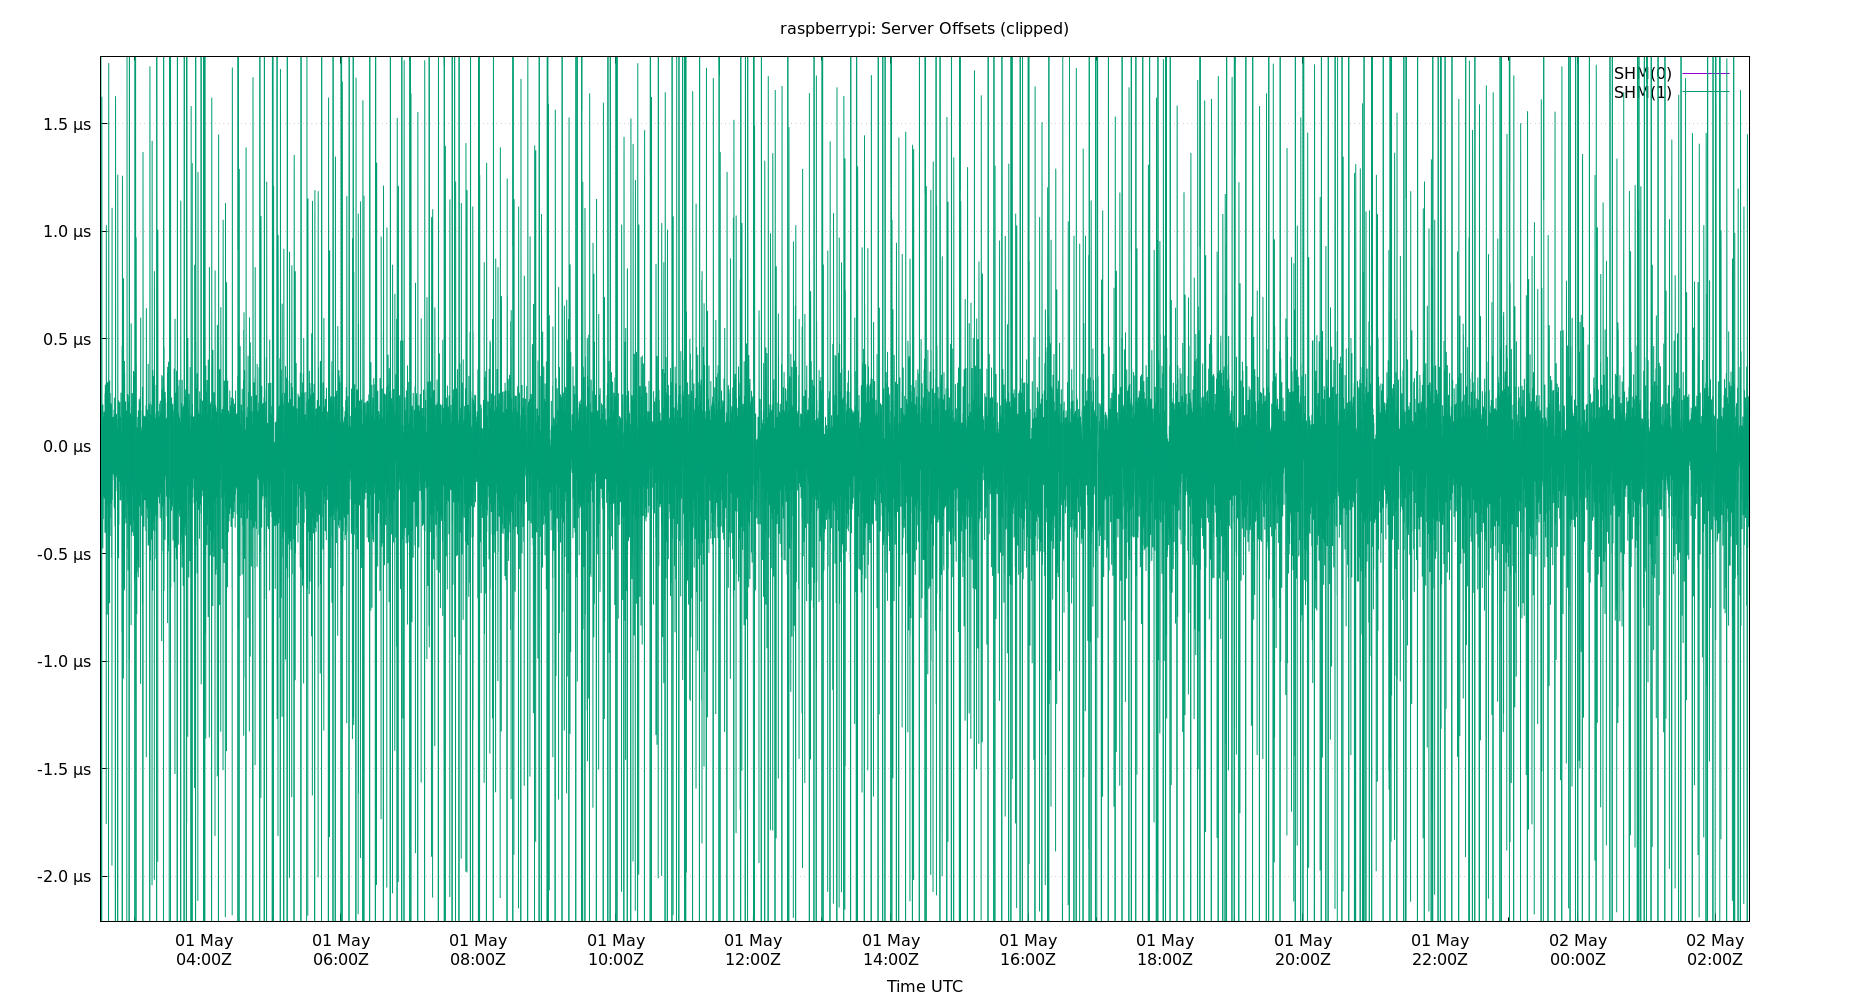 raspberrypi: Server Offsets (clipped)
SHM(0)
SHM(1)
1.5 µs
1.0 µs
0.5 µs
0.0 µs
-0.5 µs
-1.0 µs
-1.5 µs
-2.0 µs
01 May 01 May 01 May 01 May 01 May 01 May 01 May 01 May 01 May 01 May 02 May 02 May
04:00Z 06:00Z 08:00Z 10:00Z 12:00Z 14:00Z 16:00Z 18:00Z 20:00Z 22:00Z 00:00Z 02:00Z
Time UTC